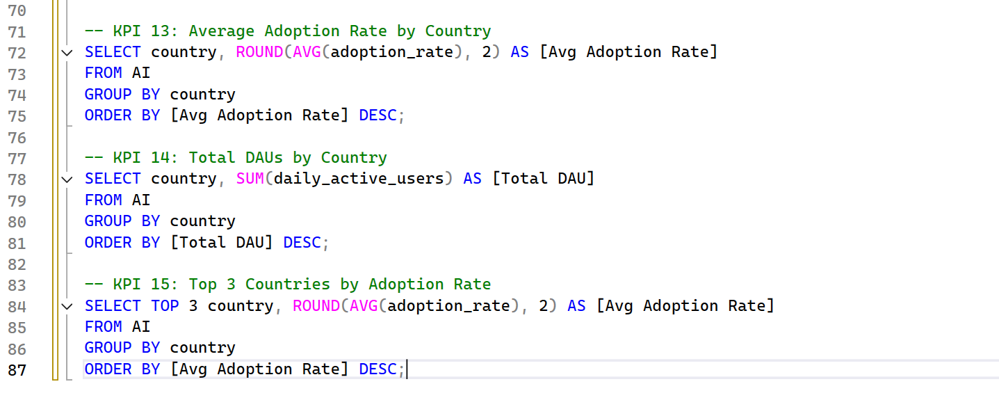 70
71 -- KPI 13: Average Adoption Rate by Country
72 SELECT country, ROUND(AVG(adoption_rate), 2) AS [Avg Adoption Rate]
73 FROM AI
74 GROUP BY country
75 ORDER BY [Avg Adoption Rate] DESC;
76
77 -- KPI 14: Total DAUs by Country
78 SELECT country, SUM(daily_active_users) AS [Total DAU]
79 FROM AI
80 GROUP BY country
81 ORDER BY [Total DAU] DESC;
82
83 -- KPI 15: Top 3 Countries by Adoption Rate
84 SELECT TOP 3 country, ROUND(AVG(adoption_rate), 2) AS [Avg Adoption Rate]
85 FROM AI
86 GROUP BY country
87 ORDER BY [Avg Adoption Rate] DESC;